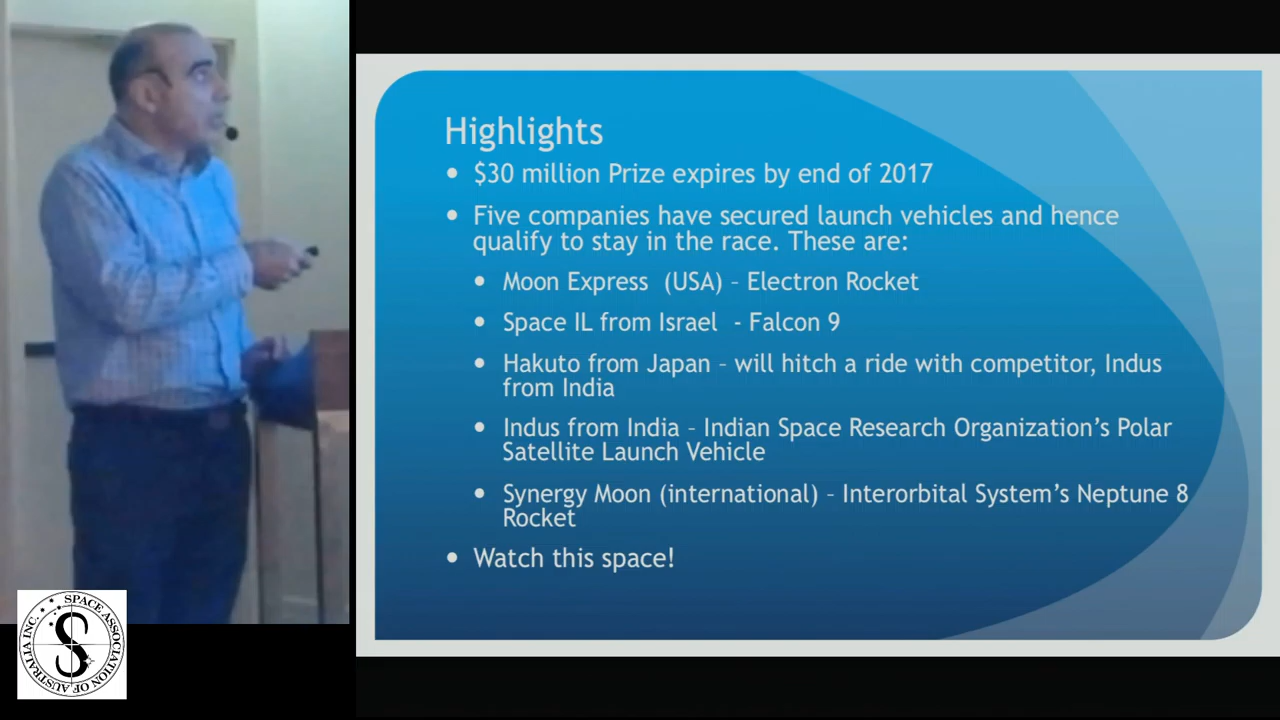 Highlights
$30 million Prize expires by end of 2017
Five companies have secured launch vehicles and hence
qualify to stay in the race. These are:
Moon Express (USA) – Electron Rocket
Space IL from Israel - Falcon 9
Hakuto from Japan – will hitch a ride with competitor, Indus
from India
Indus from India – Indian Space Research Organization’s Polar
Satellite Launch Vehicle
Synergy Moon (international) – Interorbital System’s Neptune 8
Rocket
Watch this space!
SPACE ASSOCIATION OF AUSTRALIA INC.
S